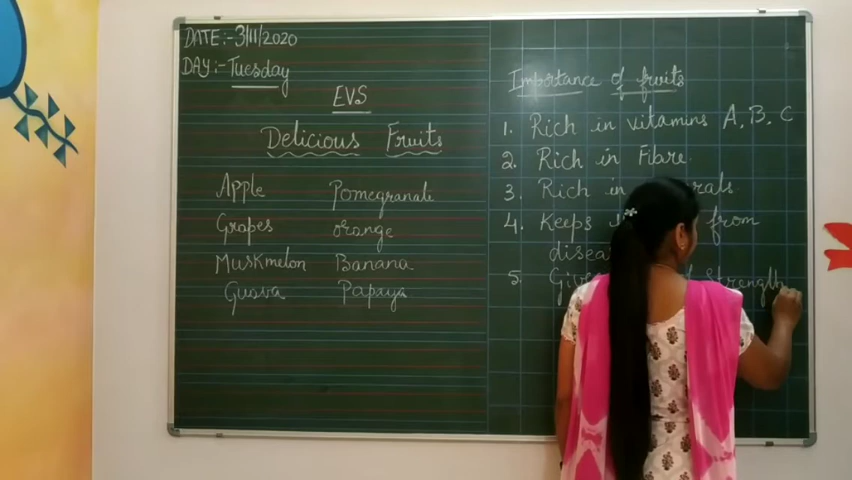 DATE:-3/11/2020
DAY:-Tuesday
EVS
Delicious Fruits
Apple Pomegranate
Grapes orange
Muskmelon Banana
Guava Papaya
Importance of fruits
1. Rich in vitamins A, B, C
2. Rich in Fibre.
3. Rich in
4. Keeps from
5. Strength